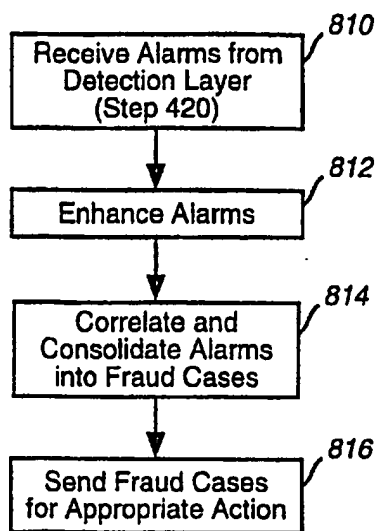 810
Receive Alarms from
Detection Layer
(Step 420)
812
Enhance Alarms
814
Correlate and
Consolidate Alarms
into Fraud Cases
816
Send Fraud Cases
for Appropriate Action